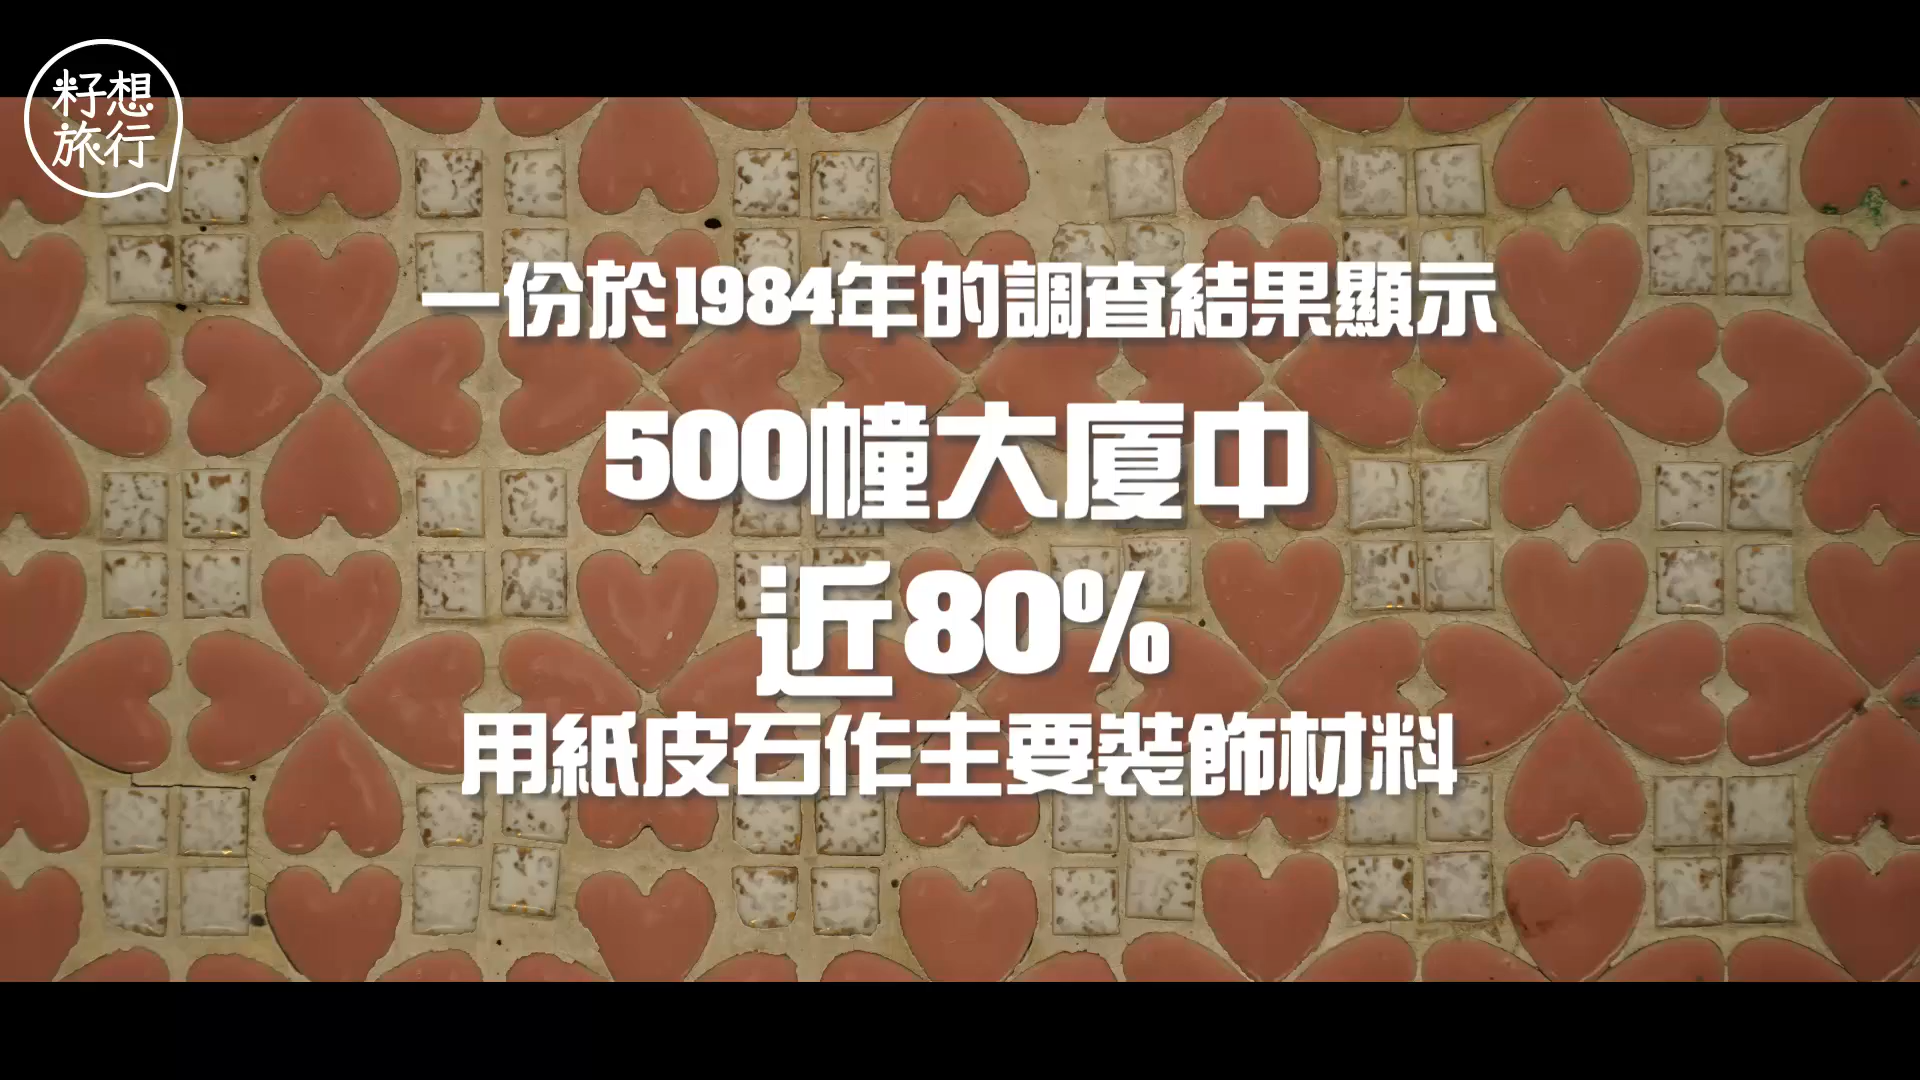 籽想
旅行
一份於1984年的調查結果顯示
500幢大廈中
近80%
用紙皮石作主要裝飾材料